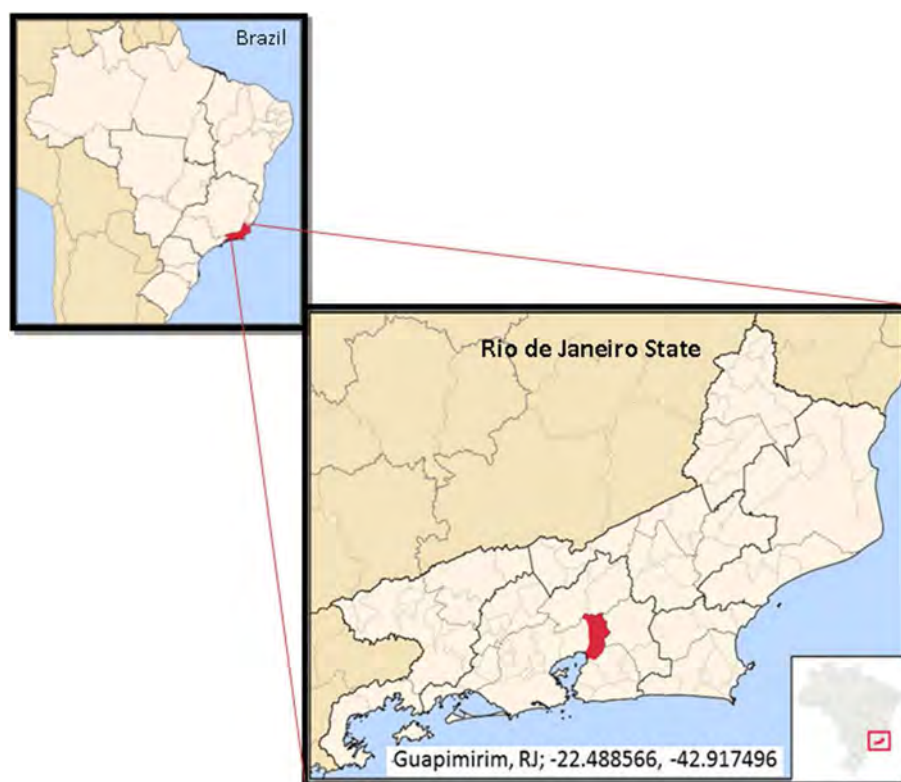 Brazil
Rio de Janeiro State
Guapimirim, RJ; -22.488566, -42.917496